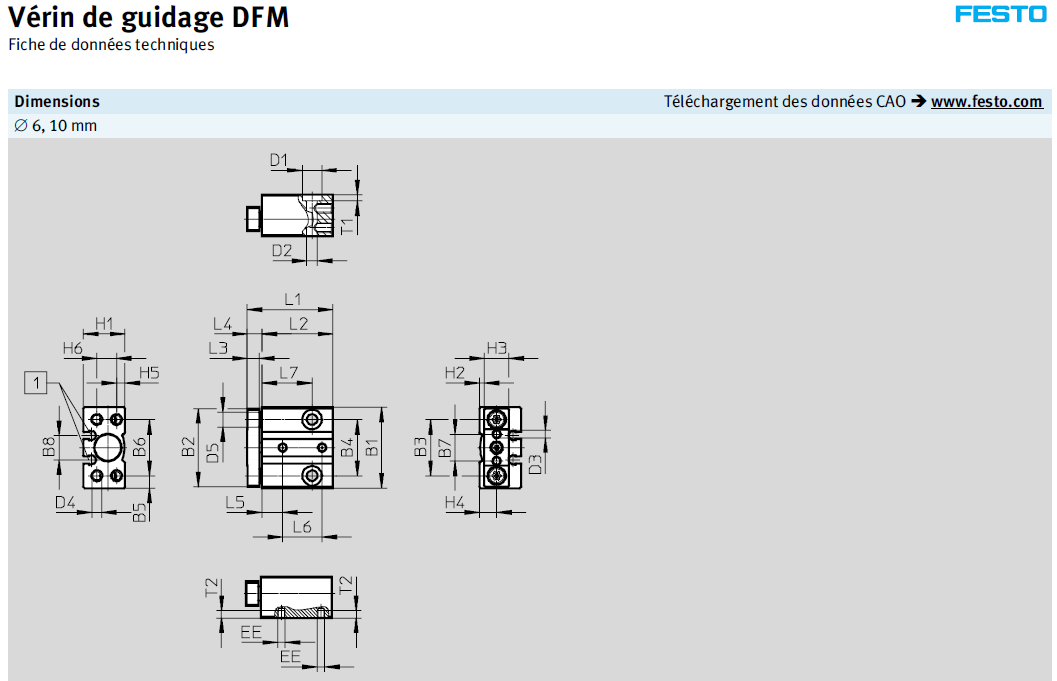 Vérin de guidage DFM
FESTO
Fiche de données techniques
Dimensions
Téléchargement des données CAO ➔ www.festo.com
∅ 6, 10 mm
D1
T1
D2
L1
L4 L2
H1
L3
H6
H3
L7
H5
H2
1
B8
B6
B2
D5
B4
B1
B3
B7
D3
D4
B5
L5
H4
L6
T2
T2
EE
EE